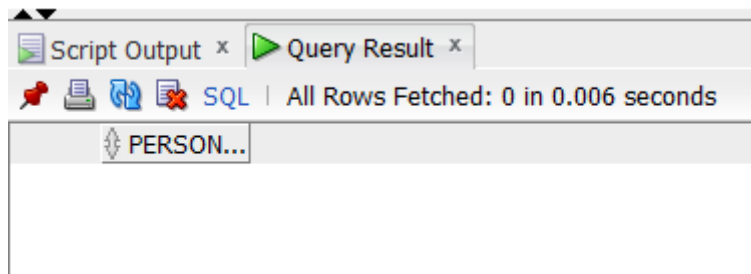 Script Output x Query Result x
SQL | All Rows Fetched: 0 in 0.006 seconds
PERSON...